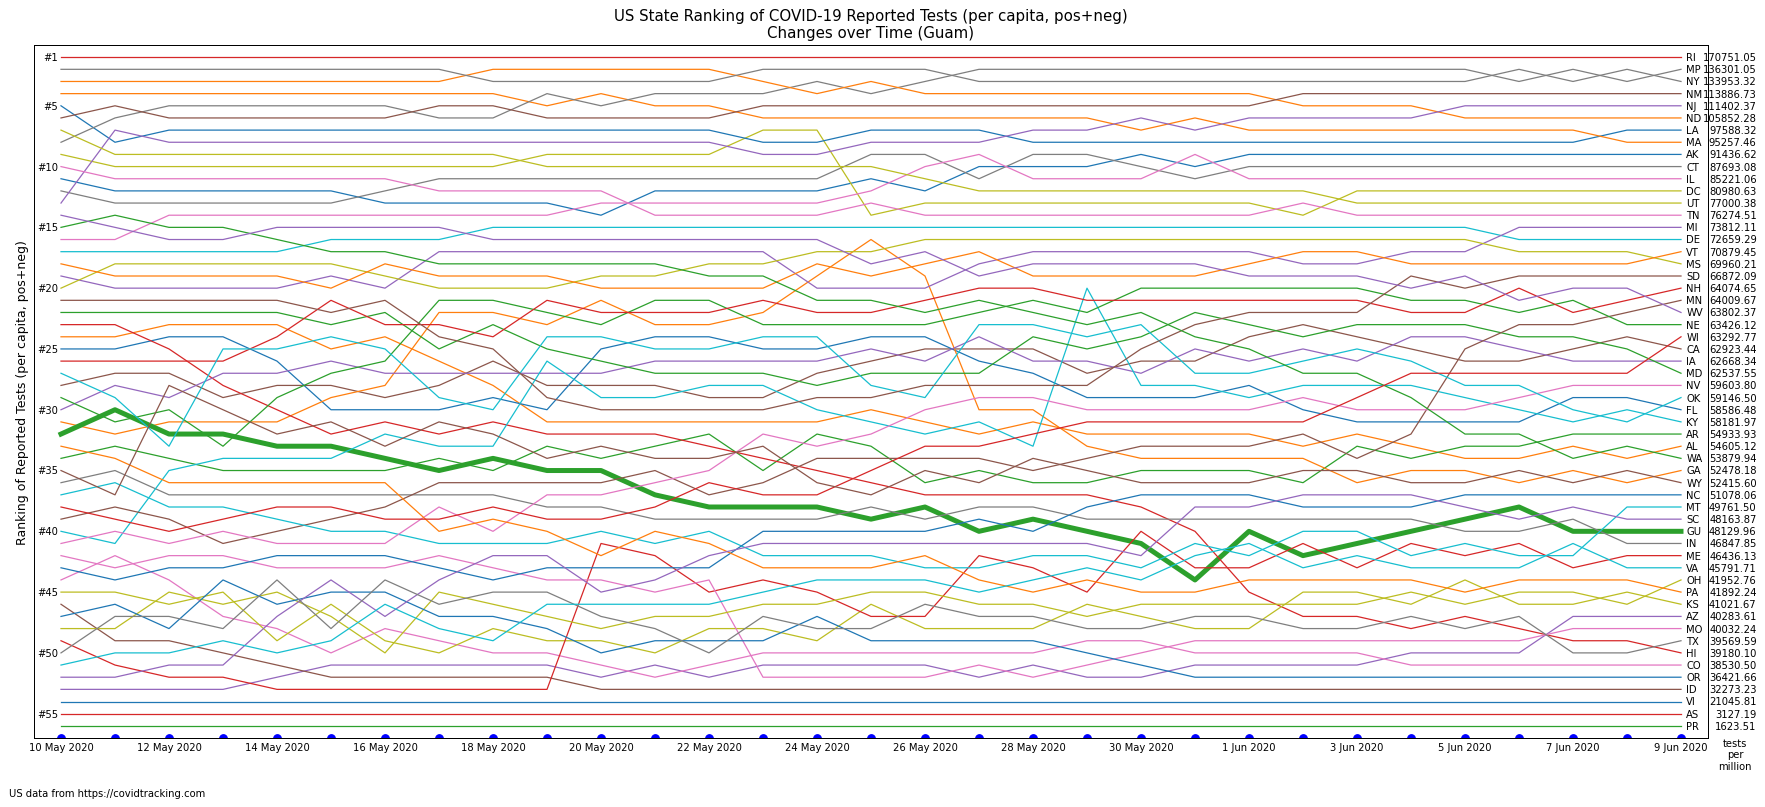 US State Ranking of COVID-19 Reported Tests (per capita, pos+neg)
Changes over Time (Guam)
Ranking of Reported Tests (per capita, pos+neg)
#1
#5
#10
#15
#20
#25
#30
#35
#40
#45
#50
#55
RI 170751.05
MP 136301.05
NY 133953.32
NM 113886.73
NJ 111402.37
ND 105852.28
LA 97588.32
MA 95257.46
AK 91436.62
CT 87693.08
IL 85221.06
DC 80980.63
UT 77000.38
TN 76274.51
MI 73812.11
DE 72659.29
VT 70879.45
MS 69960.21
SD 66872.09
NH 64074.65
MN 64009.67
WV 63802.37
NE 63426.12
WI 63292.77
CA 62923.44
IA 62668.34
MD 62537.55
NV 59603.80
OK 59146.50
FL 58586.48
KY 58181.97
AR 54933.93
AL 54605.12
WA 53879.94
GA 52478.18
WY 52415.60
NC 51078.06
MT 49761.50
SC 48163.87
GU 48129.96
IN 46847.85
ME 46436.13
VA 45791.71
OH 41952.76
PA 41892.24
KS 41021.67
AZ 40283.61
MO 40032.24
TX 39569.59
HI 39180.10
CO 38530.50
OR 36421.66
ID 32273.23
VI 21045.81
AS 3127.19
PR 1623.51
10 May 2020 12 May 2020 14 May 2020 16 May 2020 18 May 2020 20 May 2020 22 May 2020 24 May 2020 26 May 2020 28 May 2020 30 May 2020 1 Jun 2020 3 Jun 2020 5 Jun 2020 7 Jun 2020 9 Jun 2020
tests
per
million
US data from https://covidtracking.com